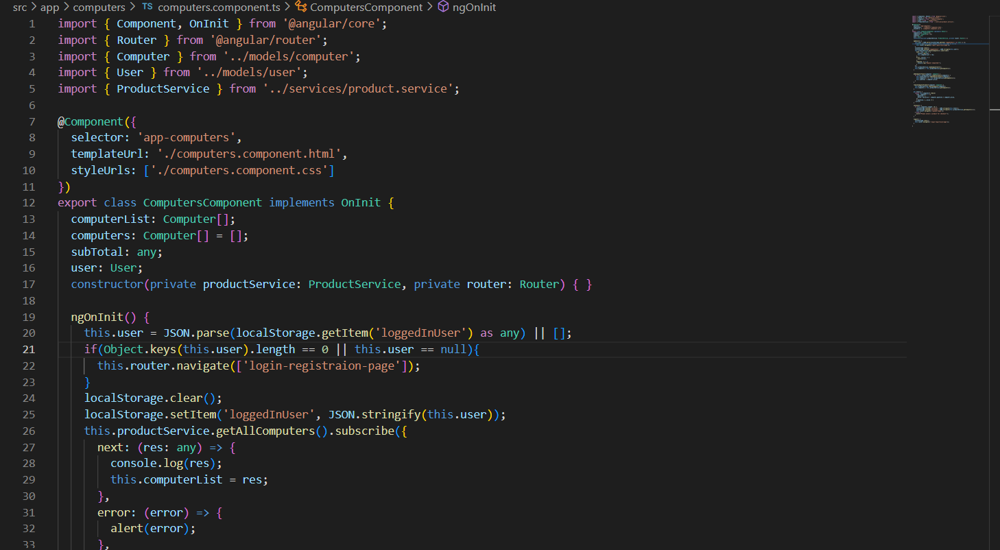 src > app > computers > TS computers.component.ts > ComputersComponent > ngOnInit
1 import { Component, OnInit } from '@angular/core';
2 import { Router } from '@angular/router';
3 import { Computer } from '../models/computer';
4 import { User } from '../models/user';
5 import { ProductService } from '../services/product.service';
6
7 @Component({
8 selector: 'app-computers',
9 templateUrl: './computers.component.html',
10 styleUrls: ['./computers.component.css']
11 })
12 export class ComputersComponent implements OnInit {
13 computerList: Computer[];
14 computers: Computer[] = [];
15 subTotal: any;
16 user: User;
17 constructor(private productService: ProductService, private router: Router) { }
18
19 ngOnInit() {
20 this.user = JSON.parse(localStorage.getItem('loggedInUser') as any) || [];
21 if(Object.keys(this.user).length == 0 || this.user == null){
22 this.router.navigate(['login-registraion-page']);
23 }
24 localStorage.clear();
25 localStorage.setItem('loggedInUser', JSON.stringify(this.user));
26 this.productService.getAllComputers().subscribe({
27 next: (res: any) => {
28 console.log(res);
29 this.computerList = res;
30 },
31 error: (error) => {
32 alert(error);
33 },